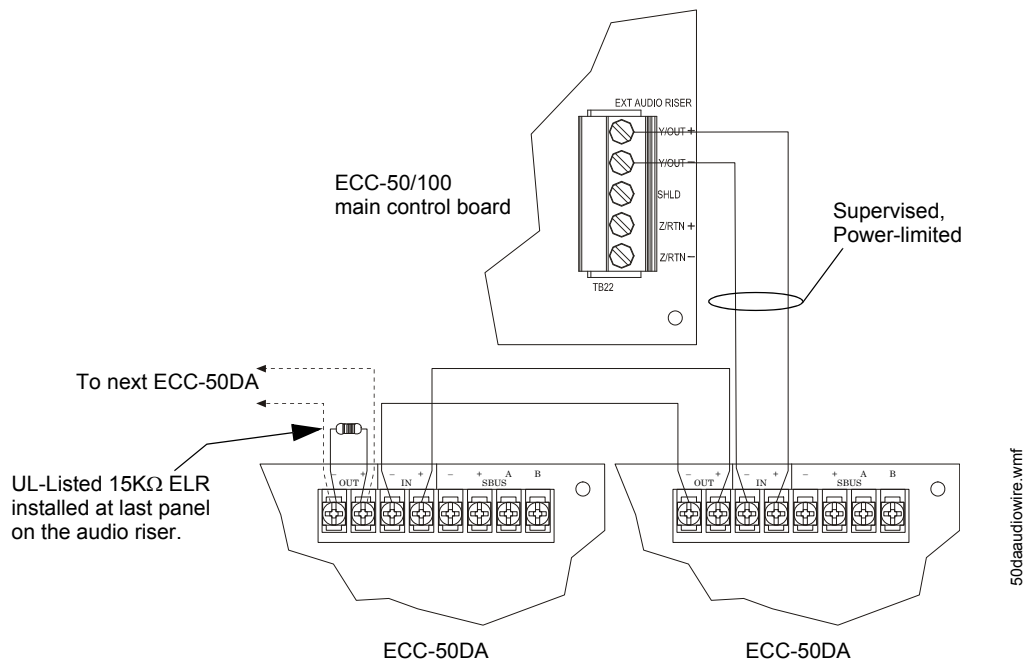 EXT AUDIO RISER
Y/OUT +
Y/OUT –
SHLD
Z/RTN +
Z/RTN –
TB22
ECC-50/100
main control board
Supervised,
Power-limited
To next ECC-50DA
UL-Listed 15KΩ ELR
installed at last panel
on the audio riser.
– + – + – + A B
OUT IN SBUS
– + – + – + A B
OUT IN SBUS
ECC-50DA
ECC-50DA
50daaudiowire.wmf